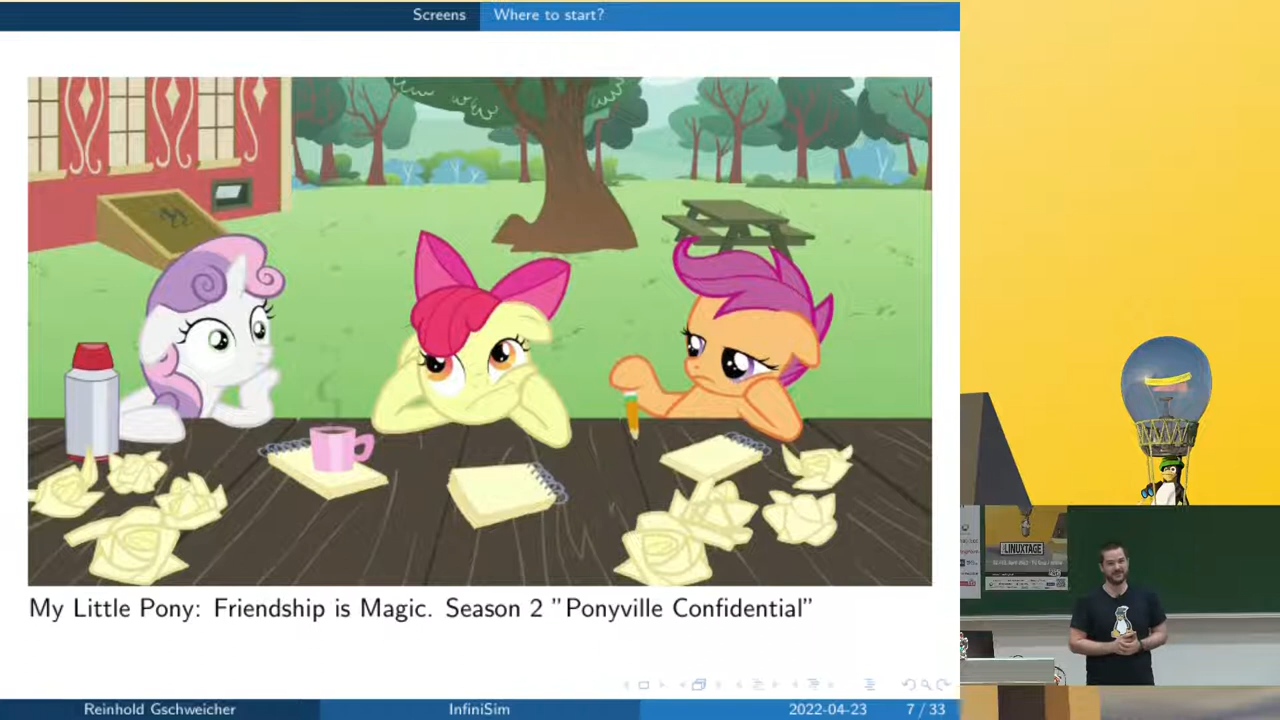 Screens
Where to start?
My Little Pony: Friendship is Magic. Season 2 "Ponyville Confidential"
Reinhold Gschweicher
InfiniSim
2022-04-23
7 / 33
LINUXTAGE